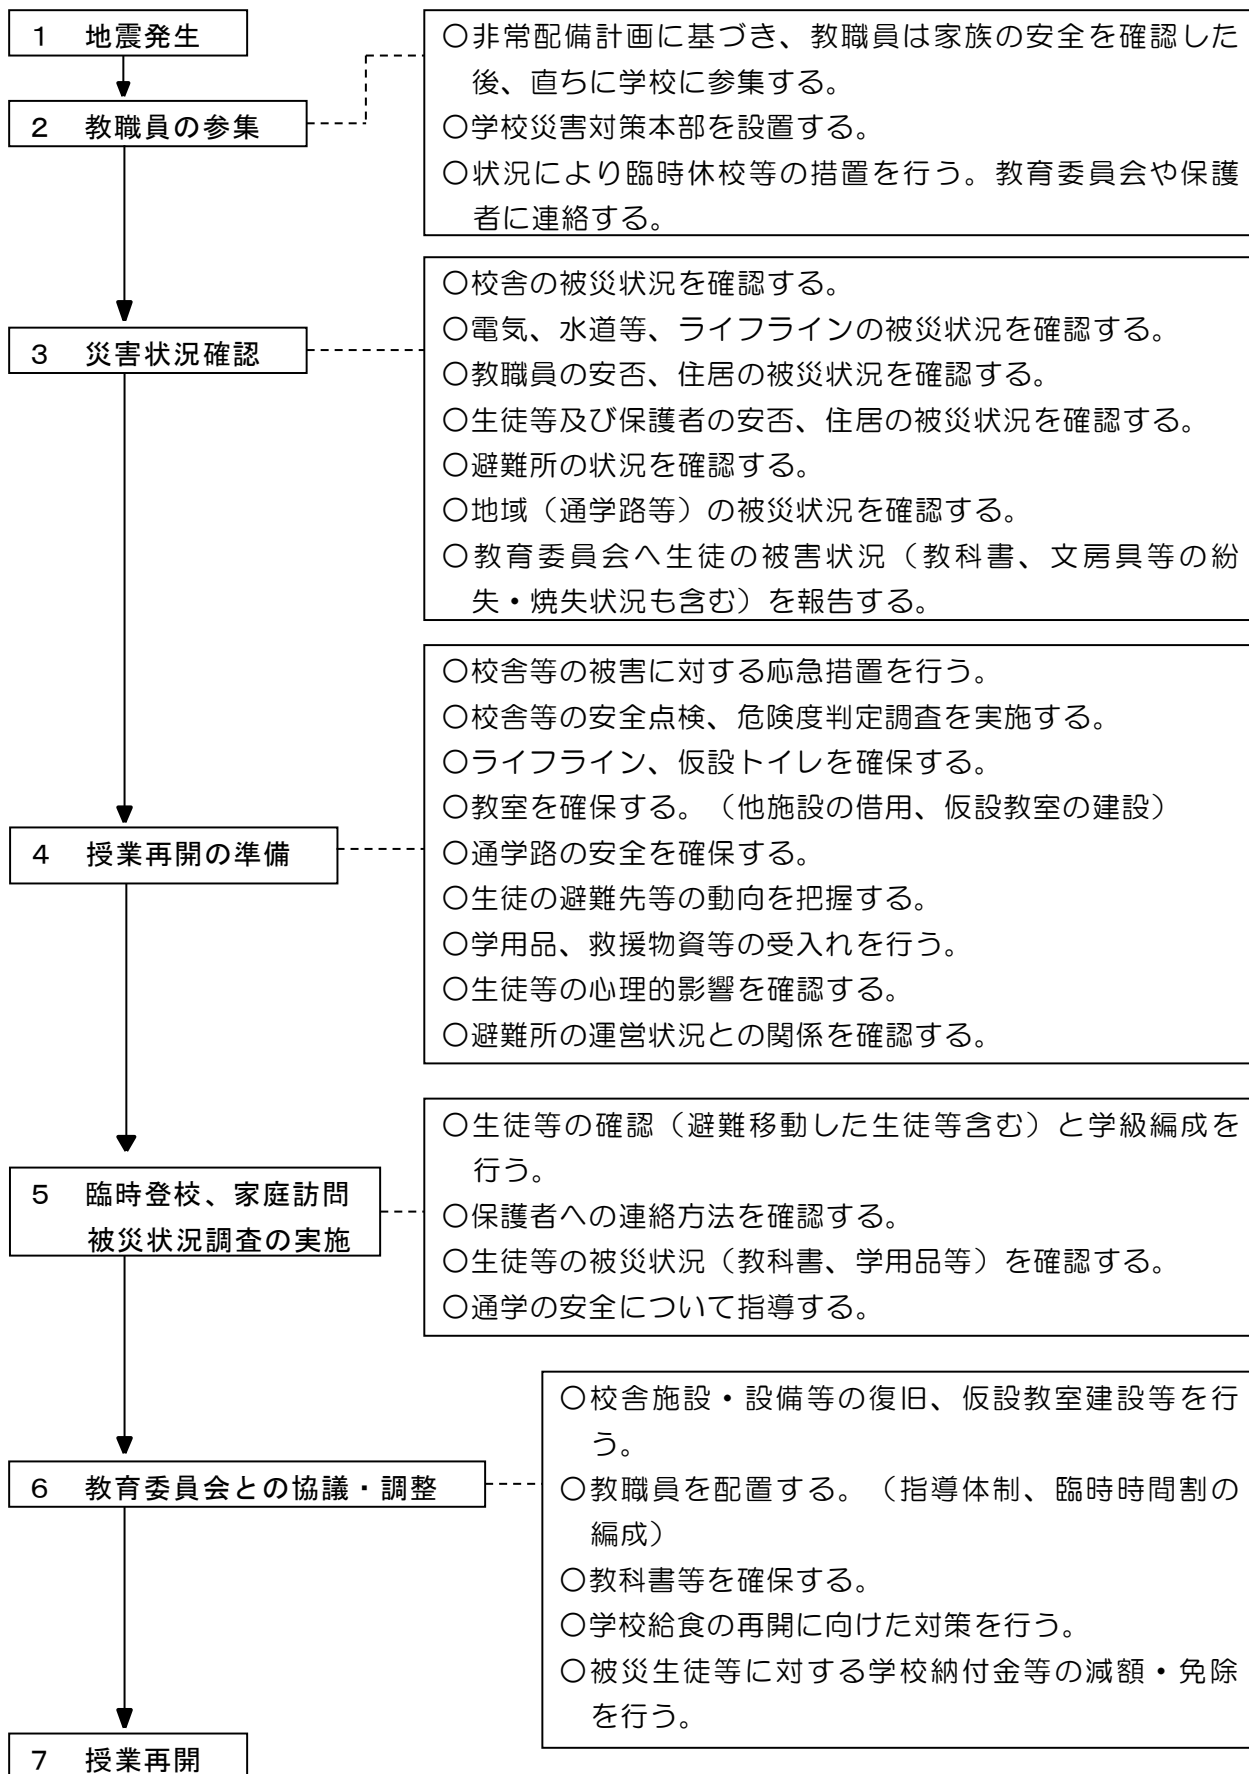 1　地震発生
○非常配備計画に基づき、教職員は家族の安全を確認した
後、直ちに学校に参集する。
○学校災害対策本部を設置する。
○状況により臨時休校等の措置を行う。教育委員会や保護
者に連絡する。
2　教職員の参集
○校舎の被災状況を確認する。
○電気、水道等、ライフラインの被災状況を確認する。
○教職員の安否、住居の被災状況を確認する。
○生徒等及び保護者の安否、住居の被災状況を確認する。
○避難所の状況を確認する。
○地域（通学路等）の被災状況を確認する。
○教育委員会へ生徒の被害状況（教科書、文房具等の紛
失・焼失状況も含む）を報告する。
3　災害状況確認
○校舎等の被害に対する応急措置を行う。
○校舎等の安全点検、危険度判定調査を実施する。
○ライフライン、仮設トイレを確保する。
○教室を確保する。（他施設の借用、仮設教室の建設）
○通学路の安全を確保する。
○生徒の避難先等の動向を把握する。
○学用品、救援物資等の受入れを行う。
○生徒等の心理的影響を確認する。
○避難所の運営状況との関係を確認する。
4　授業再開の準備
○生徒等の確認（避難移動した生徒等含む）と学級編成を
行う。
○保護者への連絡方法を確認する。
○生徒等の被災状況（教科書、学用品等）を確認する。
○通学の安全について指導する。
5　臨時登校、家庭訪問
被災状況調査の実施
○校舎施設・設備等の復旧、仮設教室建設等を行
う。
○教職員を配置する。（指導体制、臨時時間割の
編成）
○教科書等を確保する。
○学校給食の再開に向けた対策を行う。
○被災生徒等に対する学校納付金等の減額・免除
を行う。
6　教育委員会との協議・調整
7　授業再開